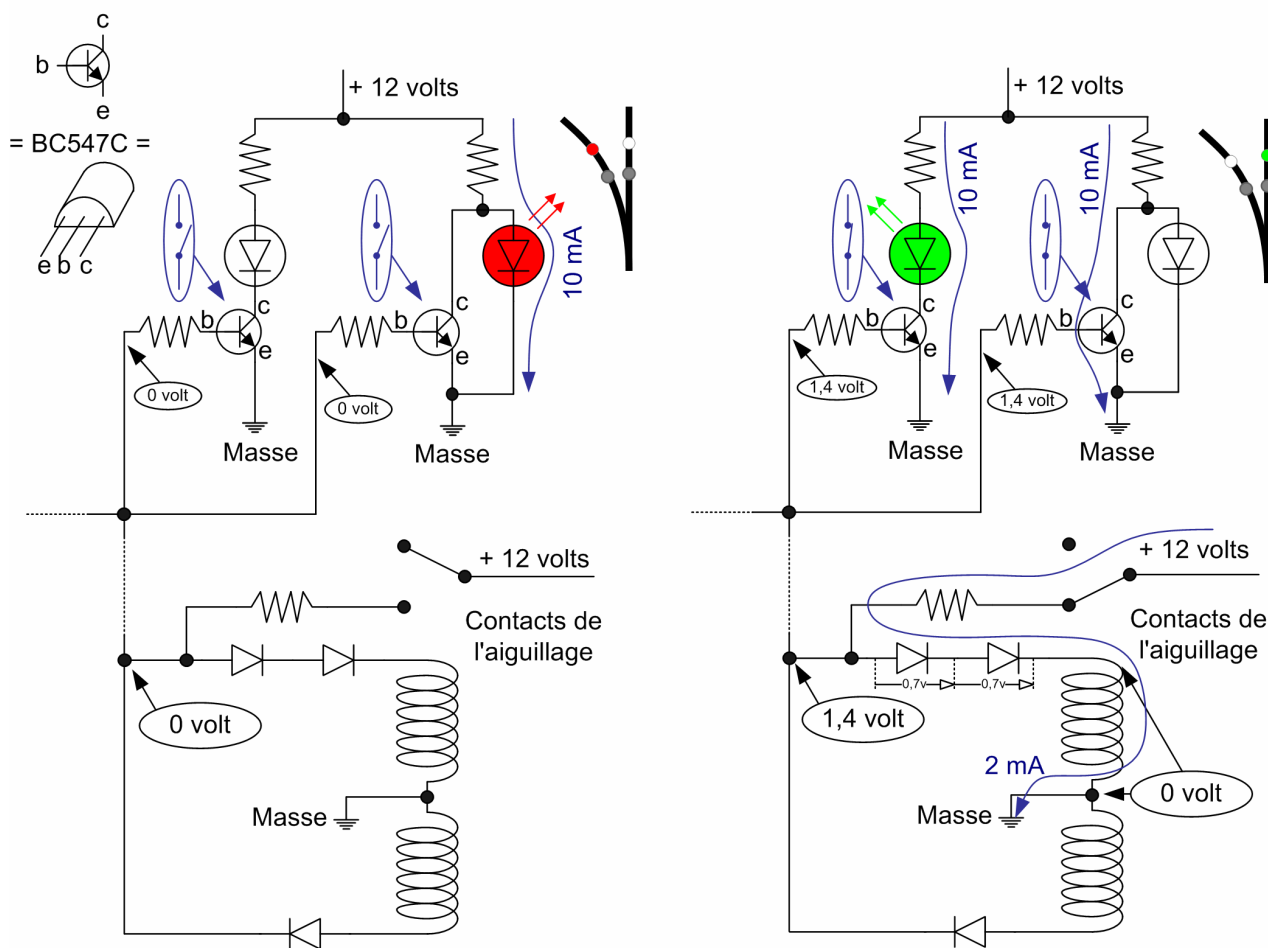 c
b
e
= BC547C =
e b c
+ 12 volts
10 mA
b
c
e
b
c
e
0 volt
0 volt
Masse
Masse
+ 12 volts
Contacts de
l'aiguillage
0 volt
Masse
+ 12 volts
10 mA
10 mA
b
c
e
b
c
e
1,4 volt
1,4 volt
Masse
Masse
+ 12 volts
Contacts de
l'aiguillage
0,7v
0,7v
1,4 volt
2 mA
0 volt
Masse